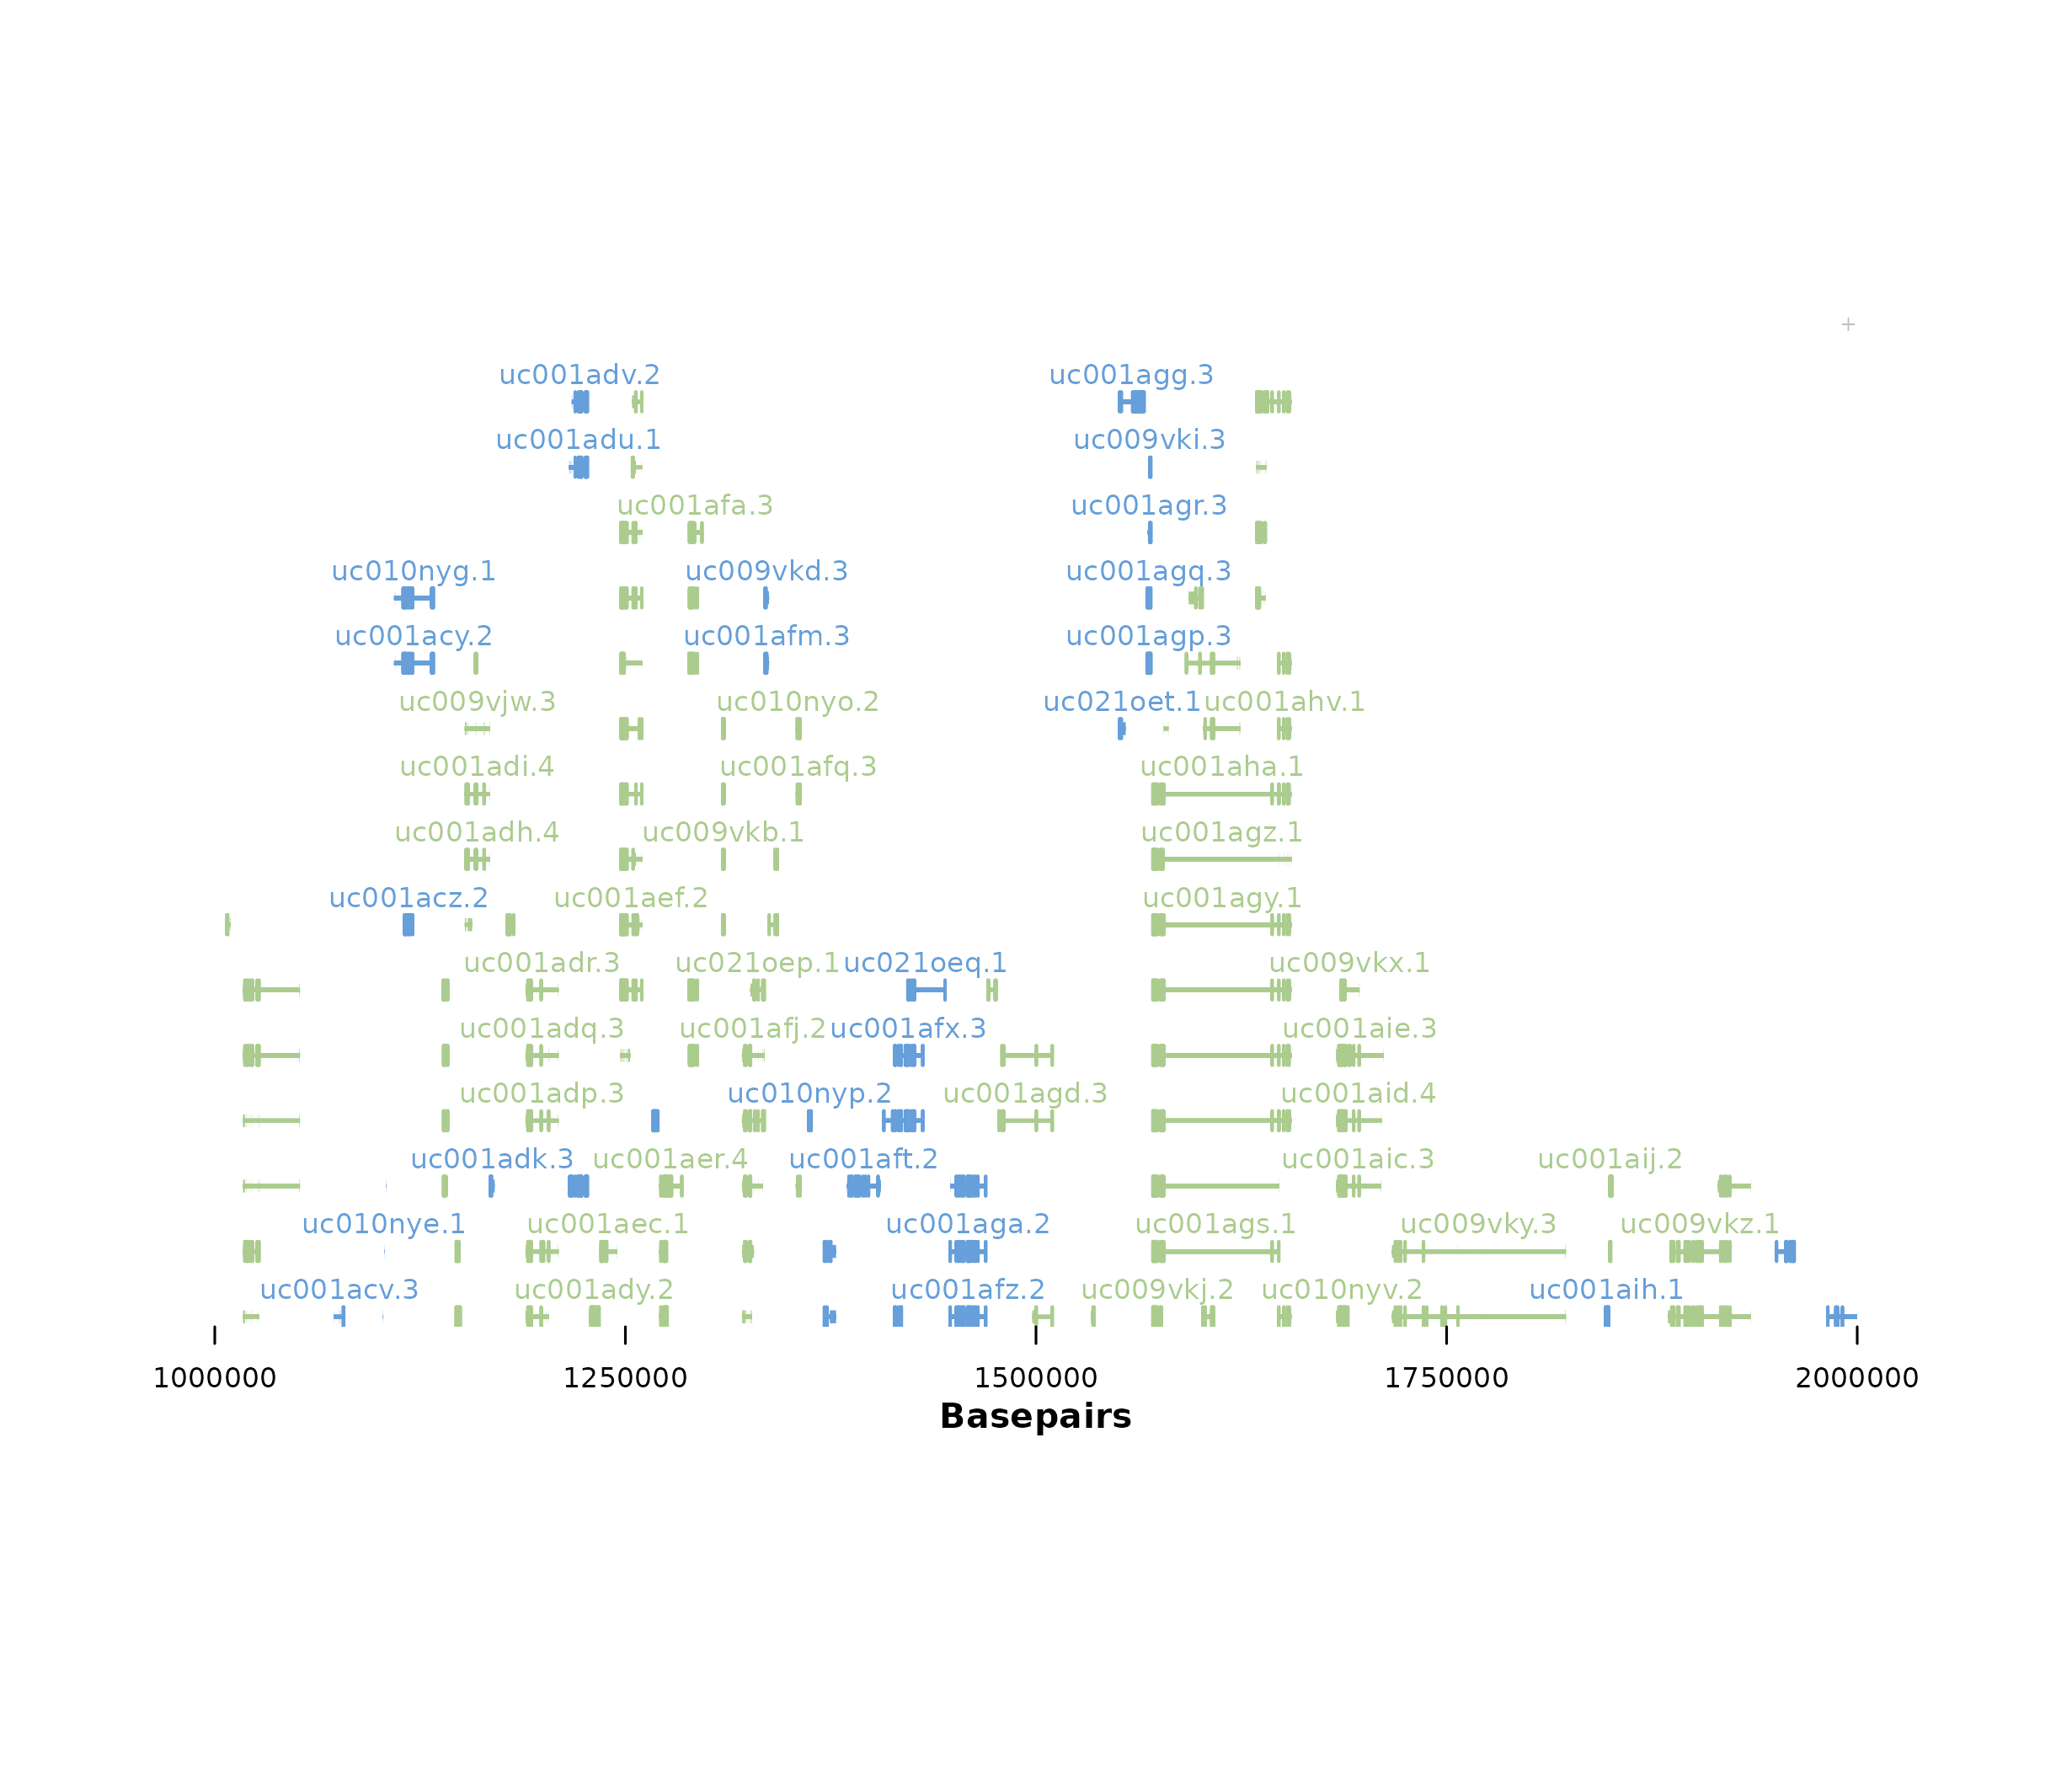 +
uc001adv.2 uc001agg.3
uc001adu.1 uc009vki.3
uc001afa.3 uc001agr.3
uc010nyg.1 uc009vkd.3 uc001agq.3
uc001acy.2 uc001afm.3 uc001agp.3
uc009vjw.3 uc010nyo.2 uc021oet.1 uc001ahv.1
uc001adi.4 uc001afq.3 uc001aha.1
uc001adh.4 uc009vkb.1 uc001agz.1
uc001acz.2 uc001aef.2 uc001agy.1
uc001adr.3 uc021oep.1 uc021oeq.1 uc009vkx.1
uc001adq.3 uc001afj.2 uc001afx.3 uc001aie.3
uc001adp.3 uc010nyp.2 uc001agd.3 uc001aid.4
uc001adk.3 uc001aer.4 uc001aft.2 uc001aic.3 uc001aij.2
uc010nye.1 uc001aec.1 uc001aga.2 uc001ags.1 uc009vky.3 uc009vkz.1
uc001acv.3 uc001ady.2 uc001afz.2 uc009vkj.2 uc010nyv.2 uc001aih.1
1000000 1250000 1500000 1750000 2000000
Basepairs